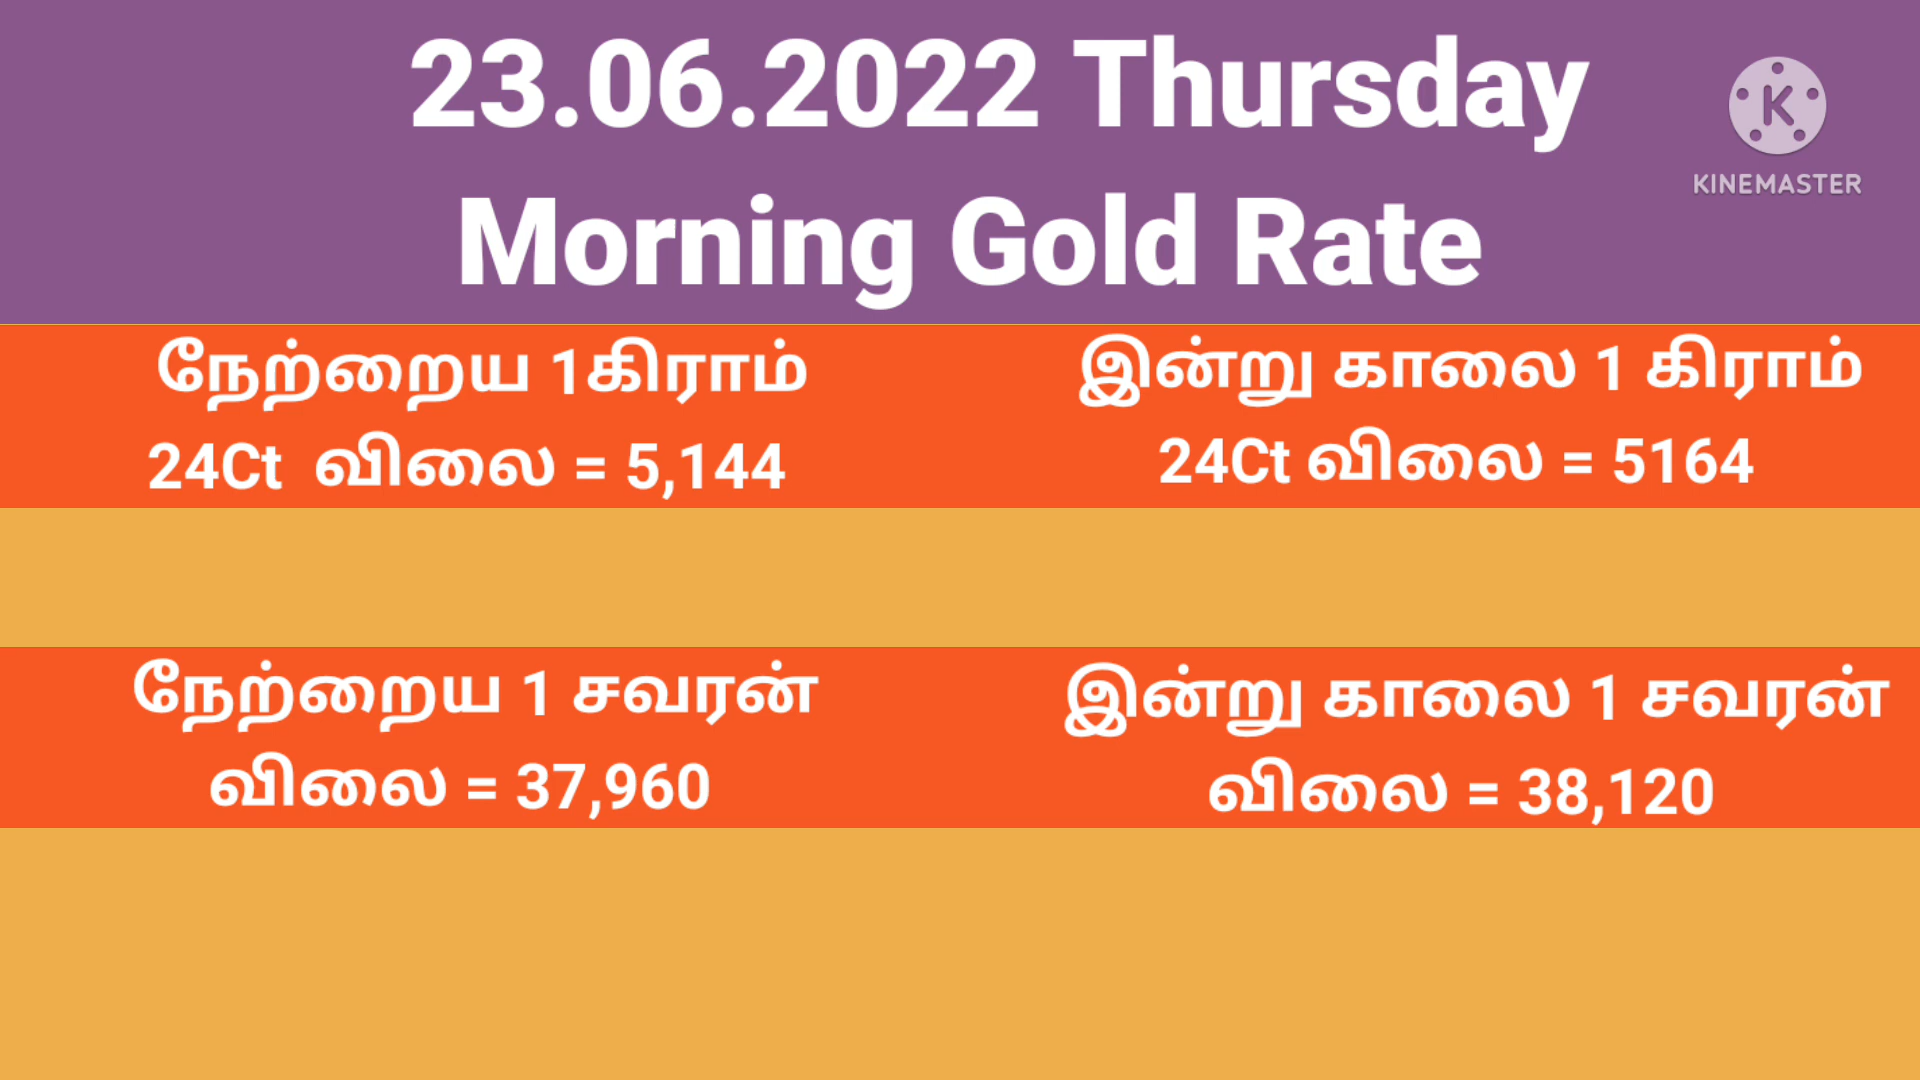 23.06.2022 Thursday
Morning Gold Rate
KINEMASTER
நேற்றைய 1கிராம்
24Ct விலை = 5,144
இன்று காலை 1 கிராம்
24Ct விலை = 5164
நேற்றைய 1 சவரன்
விலை = 37,960
இன்று காலை 1 சவரன்
விலை = 38,120